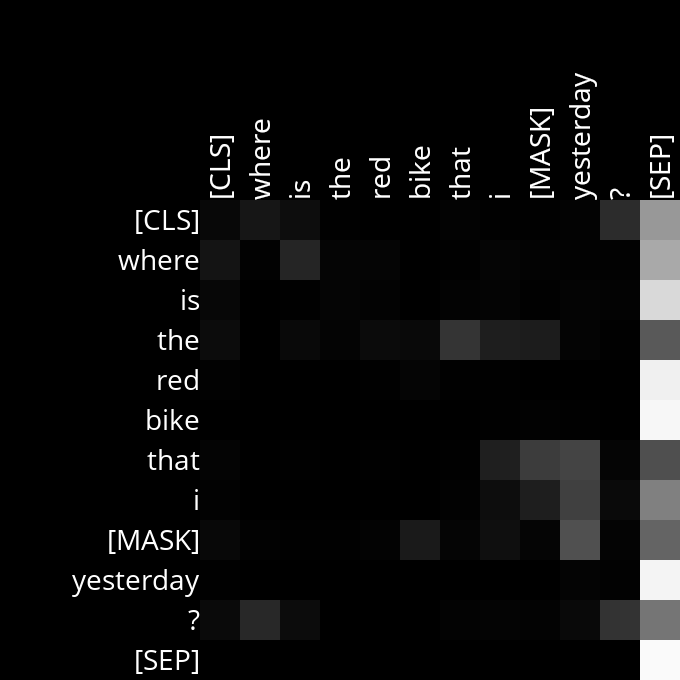 [CLS]
where
is
the
red
bike
that
i
[MASK]
yesterday
?
[SEP]
[CLS]
where
is
the
red
bike
that
i
[MASK]
yesterday
?
[SEP]